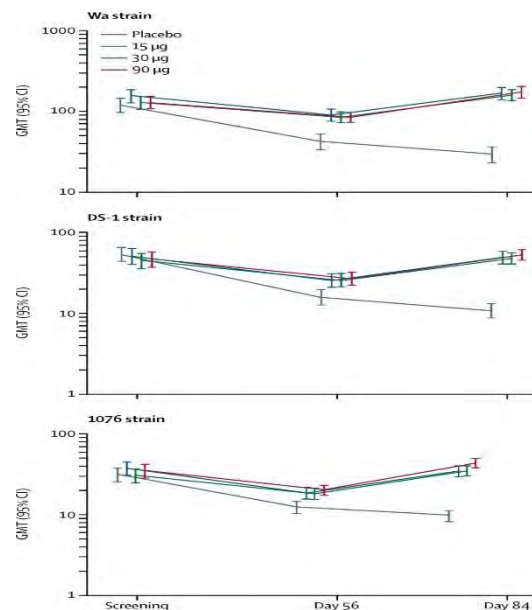 Wa strain
1000
100
10
GMT (95% CI)
Placebo
15 µg
30 µg
90 µg
DS-1 strain
100
10
1
GMT (95% CI)
1076 strain
100
10
1
GMT (95% CI)
Screening
Day 56
Day 84